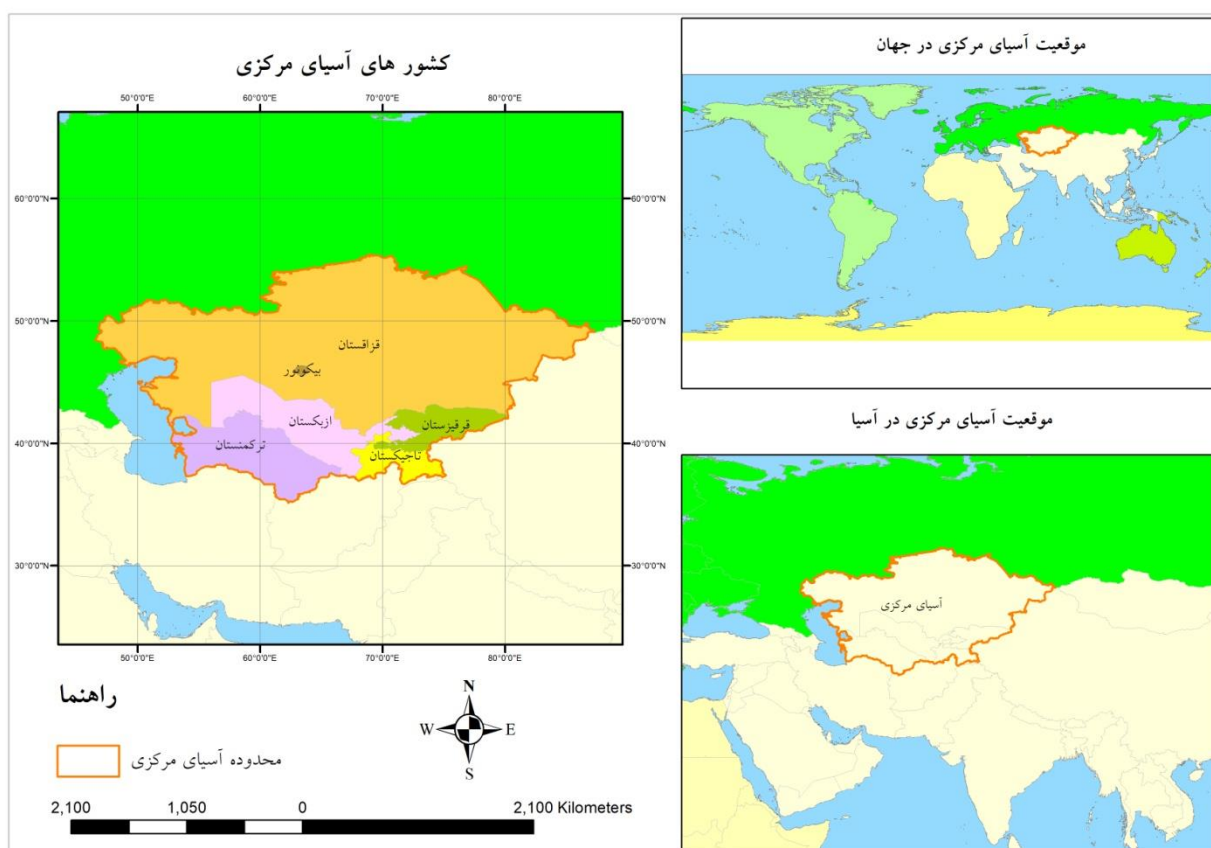 کشور های آسیای مرکزی
50°0'0"E 60°0'0"E 70°0'0"E 80°0'0"E
60°0'0"N 60°0'0"N
50°0'0"N 50°0'0"N
40°0'0"N 40°0'0"N
30°0'0"N 30°0'0"N
قزاقستان
بیکونور
ازبکستان
قرقیزستان
ترکمنستان
تاجیکستان
50°0'0"E 60°0'0"E 70°0'0"E 80°0'0"E
راهنما
محدوده آسیای مرکزی
N
W E
S
2,100 1,050 0 2,100 Kilometers
موقعیت آسیای مرکزی در جهان
موقعیت آسیای مرکزی در آسیا
آسیای مرکزی